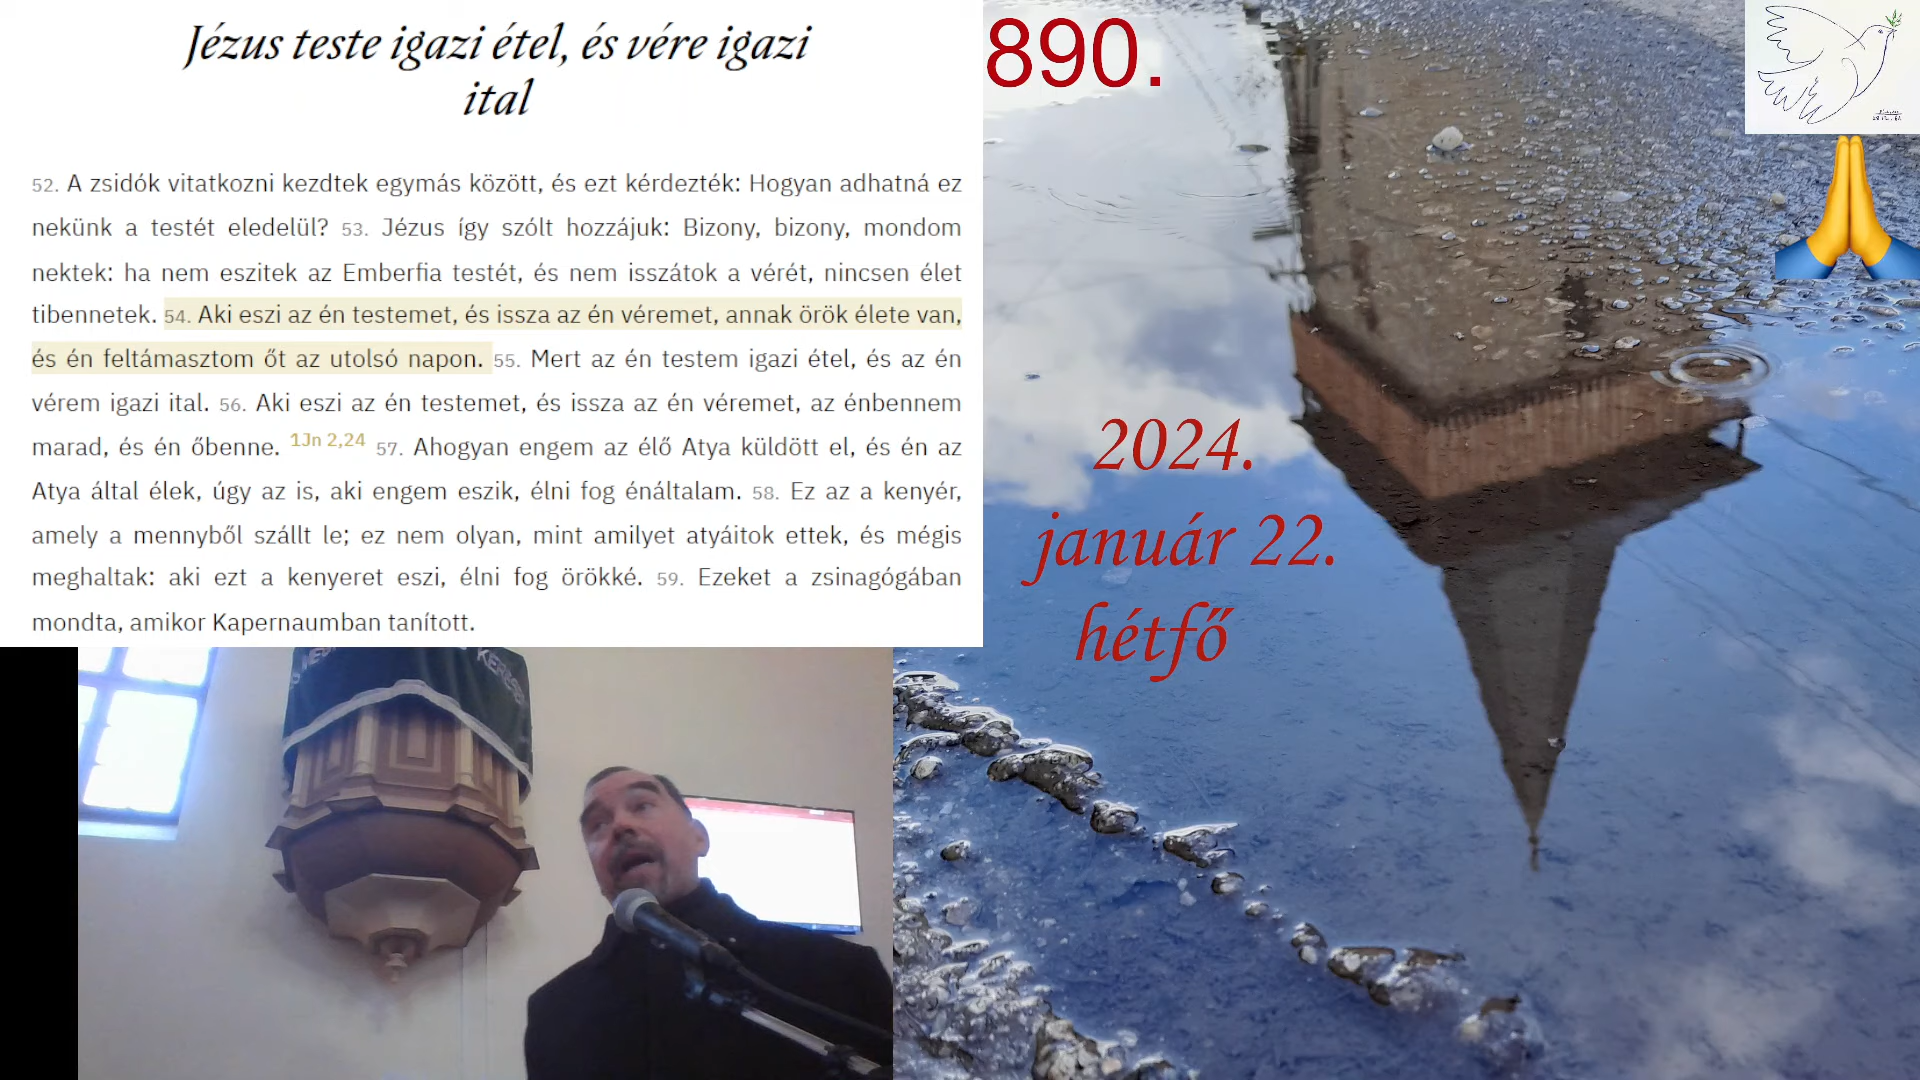 Jézus teste igazi étel, és vére igazi
ital
52. A zsidók vitatkozni kezdtek egymás között, és ezt kérdezték: Hogyan adhatná ez
nekünk a testét eledelül? 53. Jézus így szólt hozzájuk: Bizony, bizony, mondom
nektek: ha nem eszitek az Emberfia testét, és nem isszátok a vérét, nincsen élet
tibennetek. 54. Aki eszi az én testemet, és issza az én véremet, annak örök élete van,
és én feltámasztom őt az utolsó napon. 55. Mert az én testem igazi étel, és az én
vérem igazi ital. 56. Aki eszi az én testemet, és issza az én véremet, az énbennem
marad, és én őbenne. 1Jn 2,24 57. Ahogyan engem az élő Atya küldött el, és én az
Atya által élek, úgy az is, aki engem eszik, élni fog énáltalam. 58. Ez az a kenyér,
amely a mennyből szállt le; ez nem olyan, mint amilyet atyáitok ettek, és mégis
meghaltak: aki ezt a kenyeret eszi, élni fog örökké. 59. Ezeket a zsinagógában
mondta, amikor Kapernaumban tanított.
890.
2024.
január 22.
hétfő